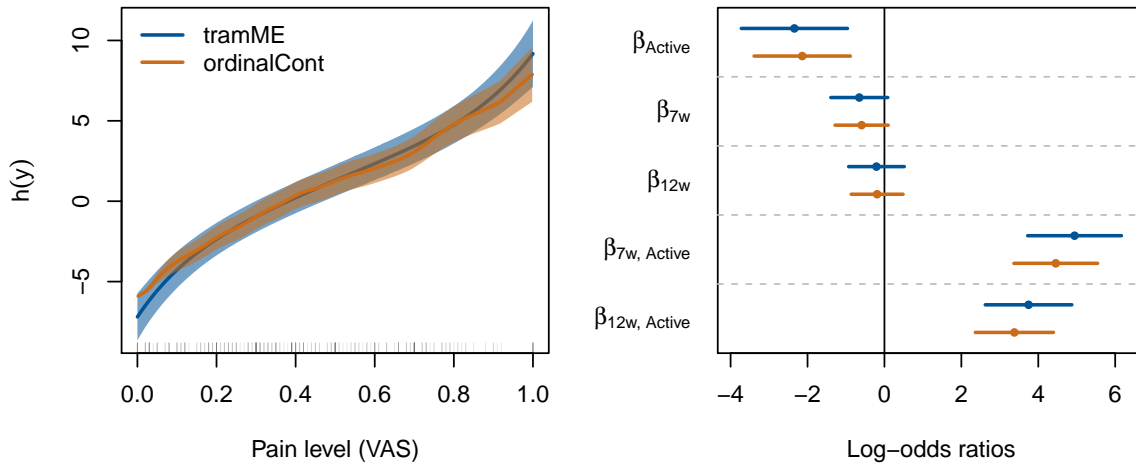 tramME
ordinalCont
h(y)
10
5
0
−5
0.0 0.2 0.4 0.6 0.8 1.0
Pain level (VAS)
βActive
β7w
β12w
β7w, Active
β12w, Active
−4 −2 0 2 4 6
Log−odds ratios